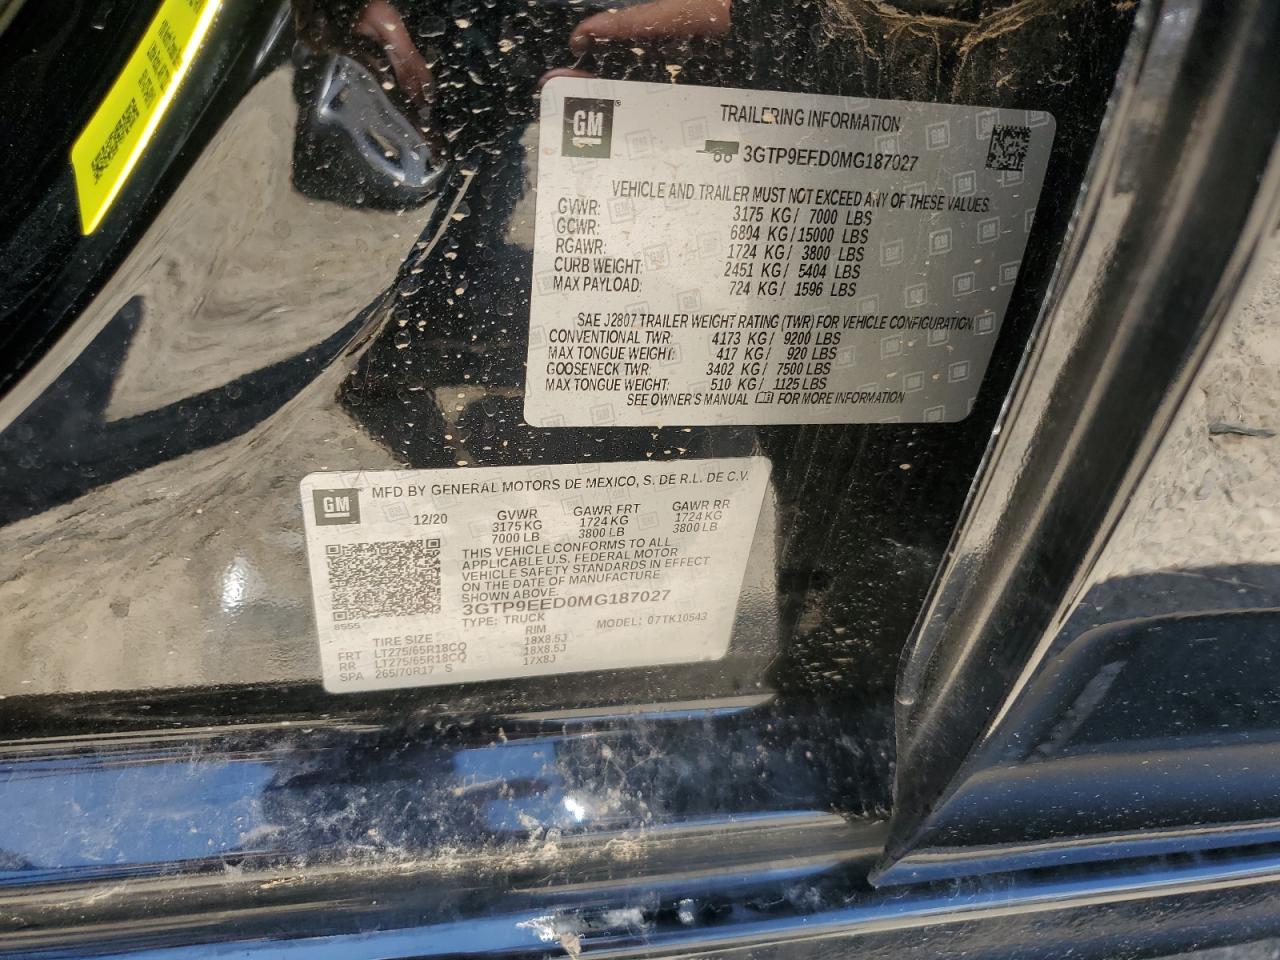 GM
TRAILERING INFORMATION
3GTP9EED0MG187027
VEHICLE AND TRAILER MUST NOT EXCEED ANY OF THESE VALUES.
GVWR: 3175 KG / 7000 LBS
GCWR: 6804 KG / 15000 LBS
RGAWR: 1724 KG / 3800 LBS
CURB WEIGHT: 2451 KG / 5404 LBS
MAX PAYLOAD: 724 KG / 1596 LBS
SAE J2807 TRAILER WEIGHT RATING (TWR) FOR VEHICLE CONFIGURATION
CONVENTIONAL TWR: 4173 KG / 9200 LBS
MAX TONGUE WEIGHT: 417 KG / 920 LBS
GOOSENECK TWR: 3402 KG / 7500 LBS
MAX TONGUE WEIGHT: 510 KG / 1125 LBS
SEE OWNER'S MANUAL FOR MORE INFORMATION
GM
MFD BY GENERAL MOTORS DE MEXICO, S. DE R.L. DE C.V.
12/20 GVWR GAWR FRT GAWR RR
3175 KG 1724 KG 1724 KG
7000 LB 3800 LB 3800 LB
THIS VEHICLE CONFORMS TO ALL
APPLICABLE U.S. FEDERAL MOTOR
VEHICLE SAFETY STANDARDS IN EFFECT
ON THE DATE OF MANUFACTURE
SHOWN ABOVE.
3GTP9EED0MG187027
8555 TYPE: TRUCK MODEL: 07TK10543
TIRE SIZE RIM
FRT LT275/65R18CQ 18X8.5J
RR LT275/65R18CQ 18X8.5J
SPA 265/70R17 S 17X8J